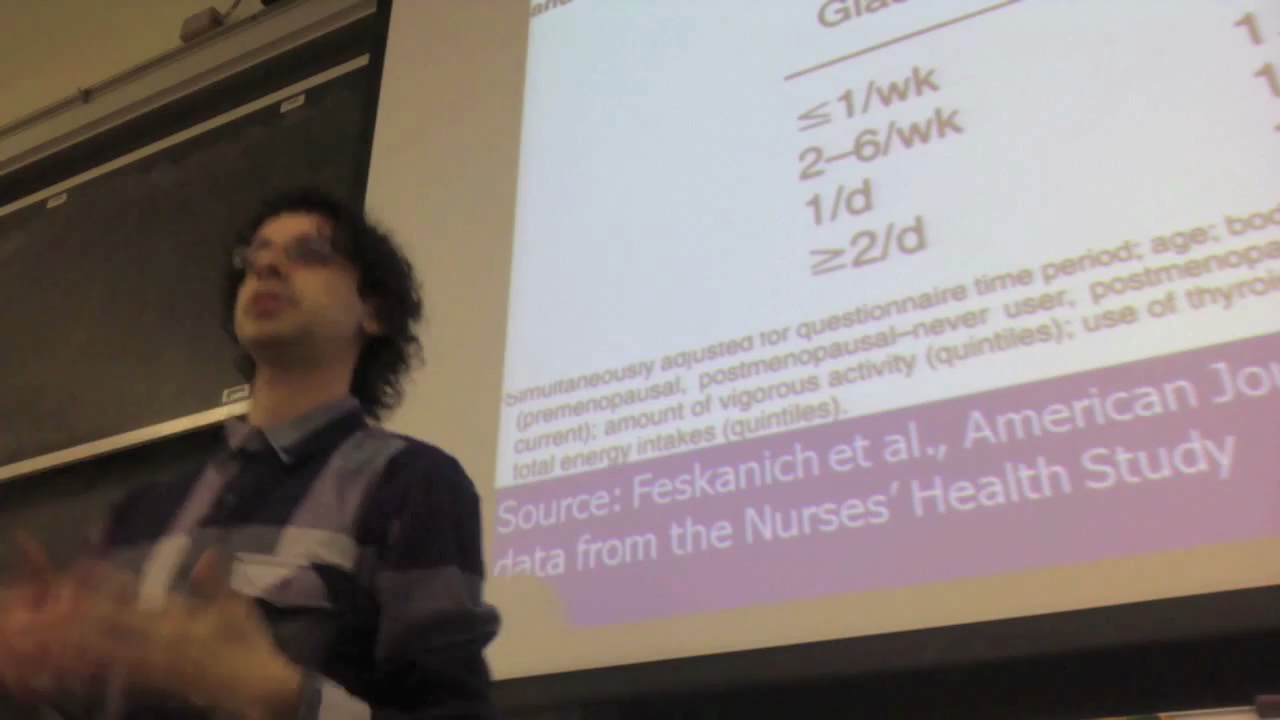 ≤1/wk
2–6/wk
1/d
≥2/d
Simultaneously adjusted for questionnaire time period; age;
(premenopausal, postmenopausal–never user,
current); amount of vigorous activity (quintiles); use of
total energy intakes (quintiles).
Source: Feskanich et al., American
data from the Nurses' Health Study